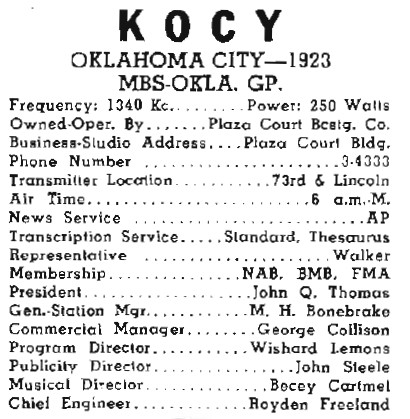 KOCY
OKLAHOMA CITY—1923
MBS-OKLA. GP.
Frequency: 1340 Kc.........Power: 250 Watts
Owned-Oper. By.......Plaza Court Bcstg. Co.
Business-Studio Address....Plaza Court Bldg.
Phone Number .....................3-4333
Transmitter Location...........73rd & Lincoln
Air Time.........................6 a.m.-M.
News Service ........................AP
Transcription Service.....Standard, Thesaurus
Representative ....................Walker
Membership.............NAB, BMB, FMA
President.................John Q. Thomas
Gen.-Station Mgr...........M. H. Bonebrake
Commercial Manager.......George Collison
Program Director...........Wishard Lemons
Publicity Director...............John Steele
Musical Director............Bocey Cartmel
Chief Engineer............Royden Freeland